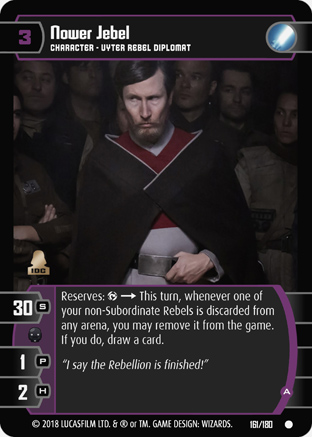 3
Nower Jebel
CHARACTER - UYTER REBEL DIPLOMAT
IDC
30 S
1 P
2 H
Reserves: → This turn, whenever one of
your non-Subordinate Rebels is discarded from
any arena, you may remove it from the game.
If you do, draw a card.
“I say the Rebellion is finished!”
A
© 2018 LUCASFILM LTD. & ® or TM. GAME DESIGN: WIZARDS. 161/180